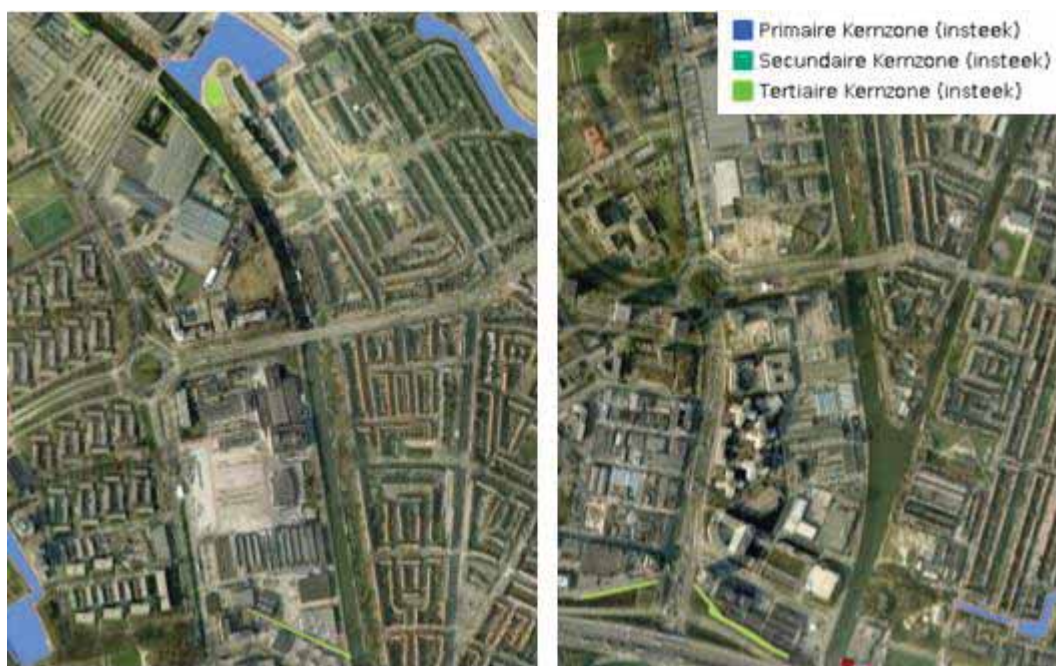 Primaire Kernzone (insteek)
Secundaire Kernzone (insteek)
Tertiaire Kernzone (insteek)